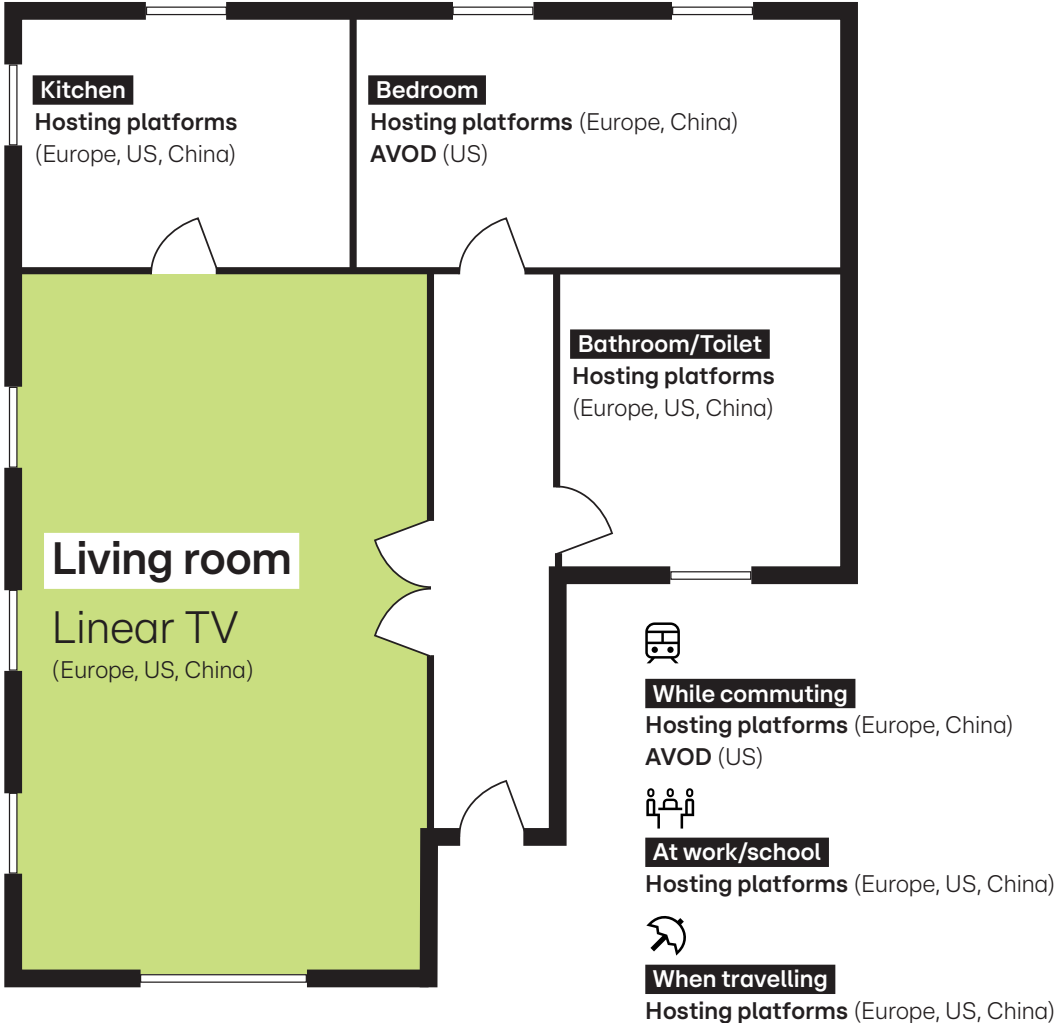 Kitchen
Hosting platforms
(Europe, US, China)
Bedroom
Hosting platforms (Europe, China)
AVOD (US)
Bathroom/Toilet
Hosting platforms
(Europe, US, China)
Living room
Linear TV
(Europe, US, China)
While commuting
Hosting platforms (Europe, China)
AVOD (US)
At work/school
Hosting platforms (Europe, US, China)
When travelling
Hosting platforms (Europe, US, China)